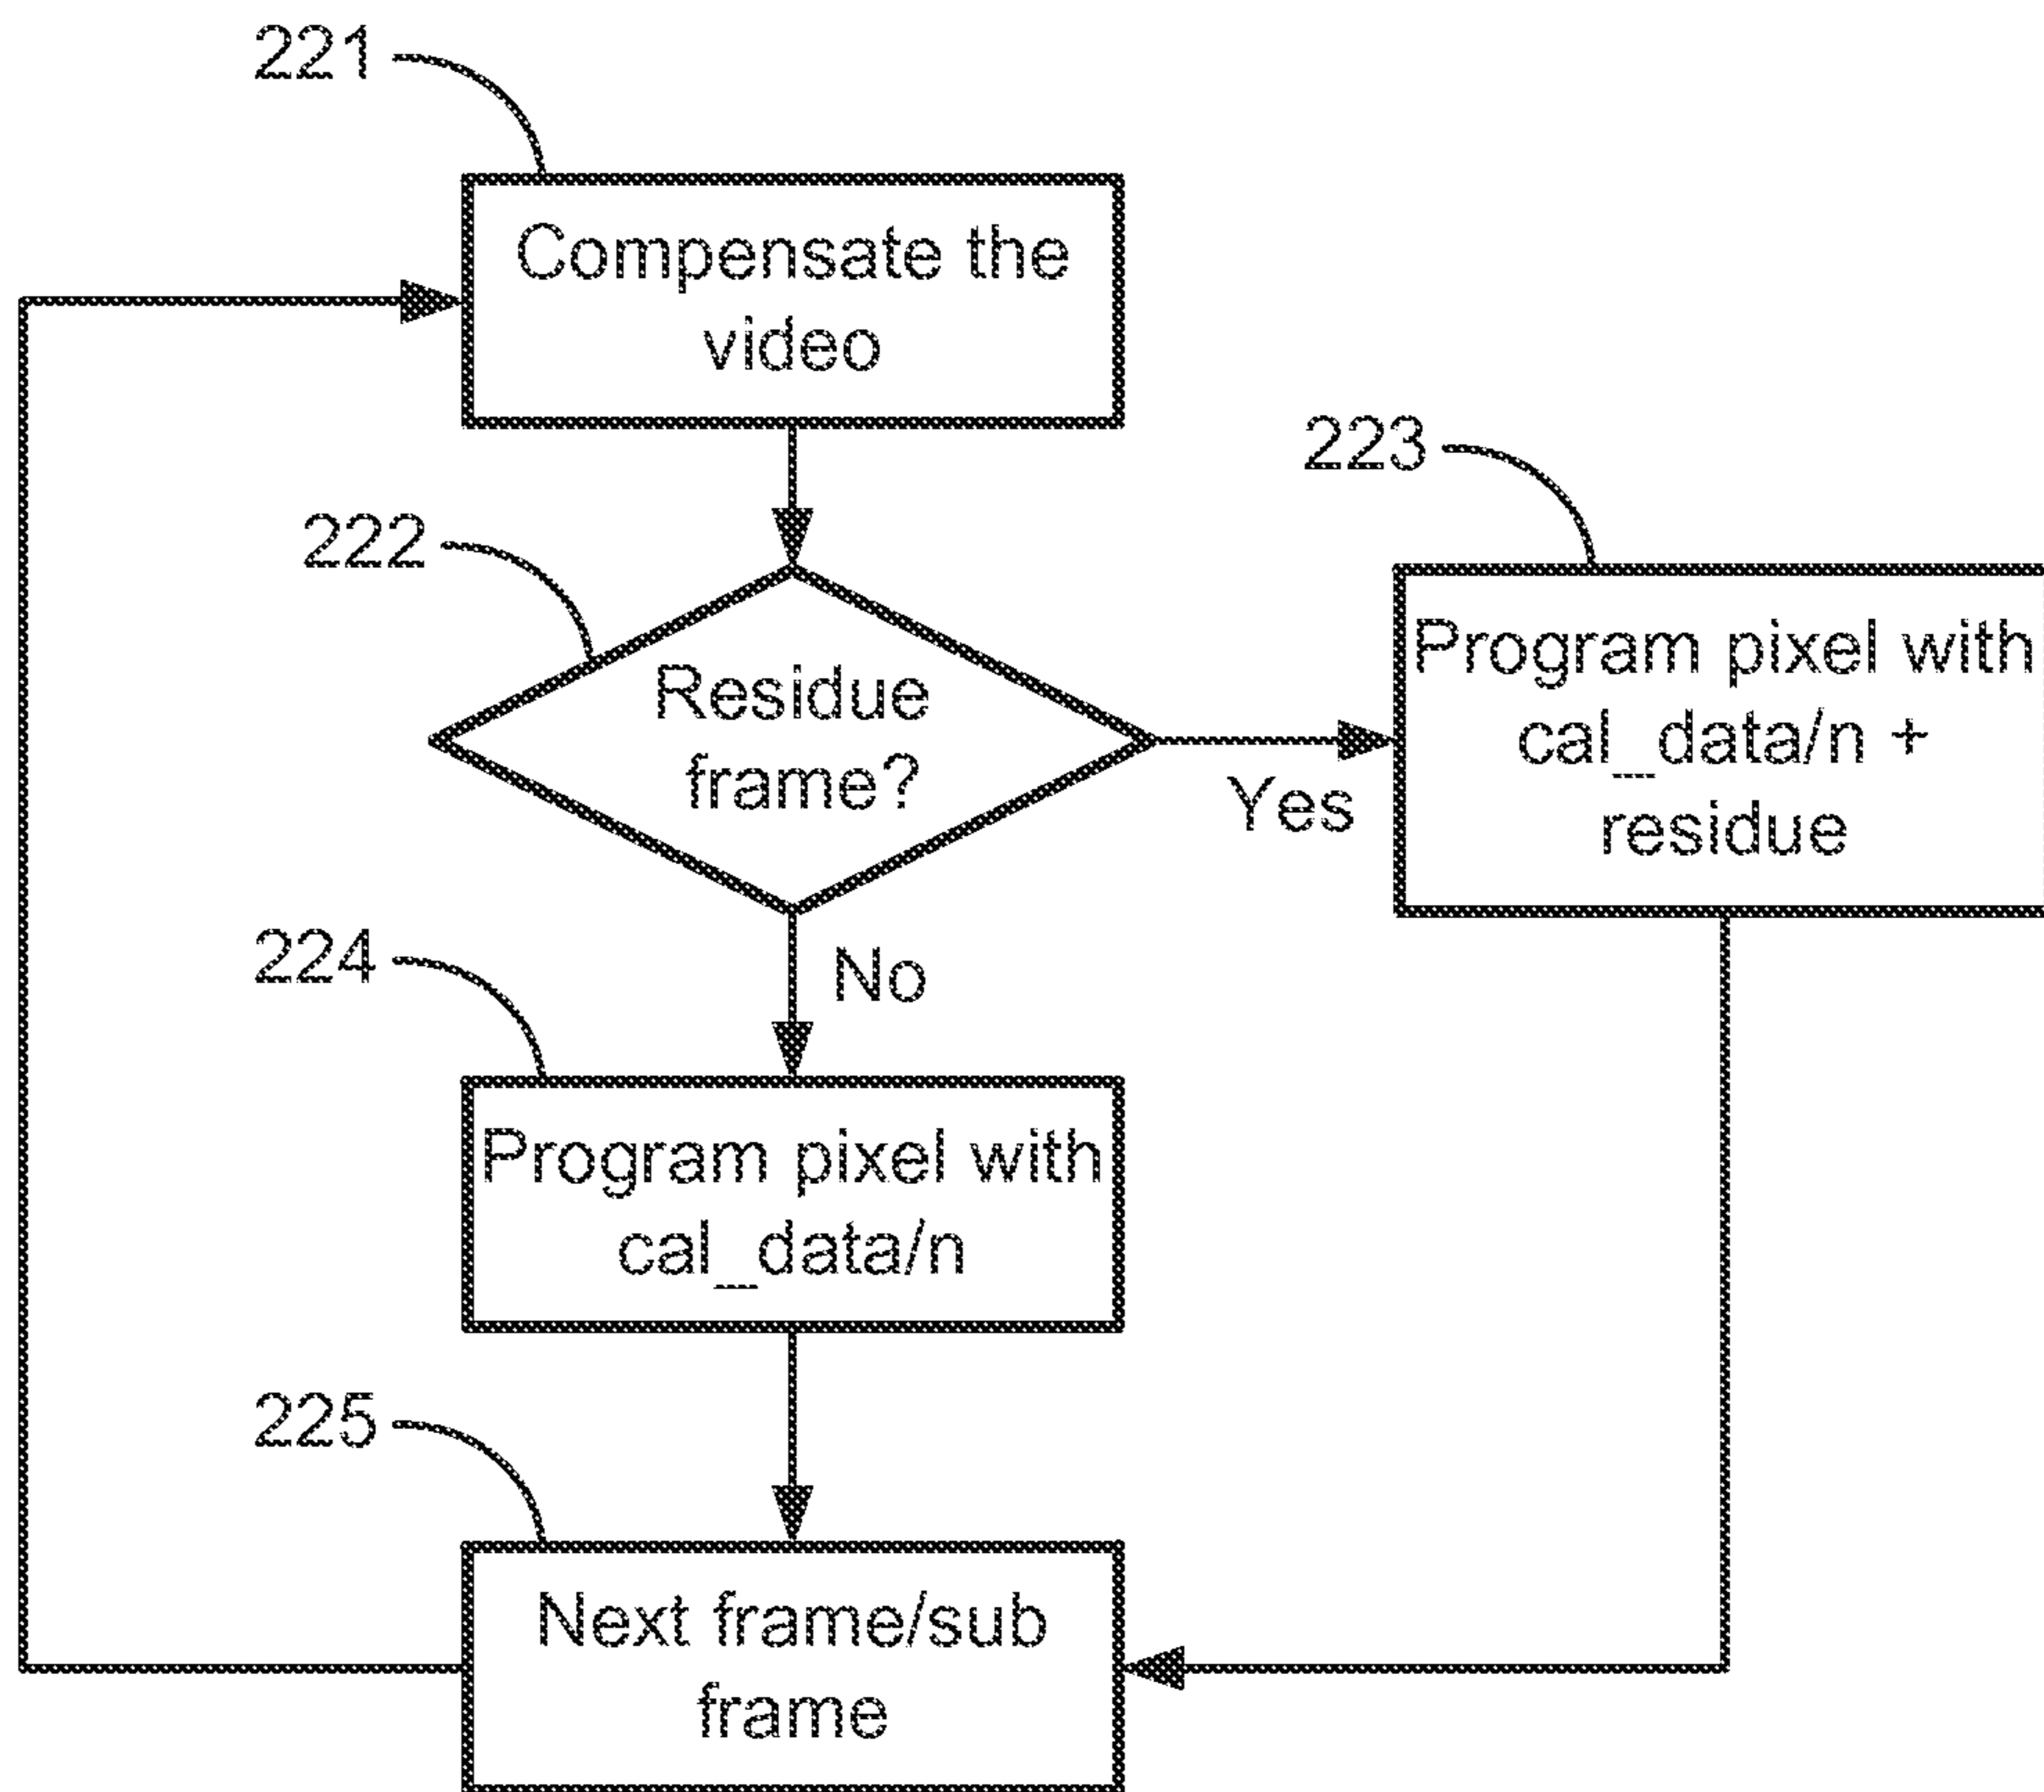 221
Compensate the
video
222
Residue
frame?
Yes
223
Program pixel with
cal_data/n +
residue
No
224
Program pixel with
cal_data/n
225
Next frame/sub
frame